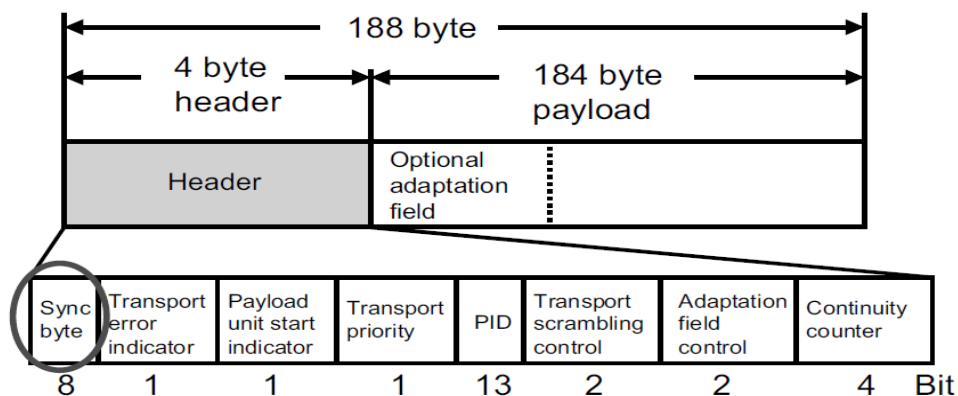 188 byte
4 byte
header
184 byte
payload
Header
Optional
adaptation
field
Sync
byte
Transport
error
indicator
Payload
unit start
indicator
Transport
priority
PID
Transport
scrambling
control
Adaptation
field
control
Continuity
counter
8 1 1 1 13 2 2 4 Bit